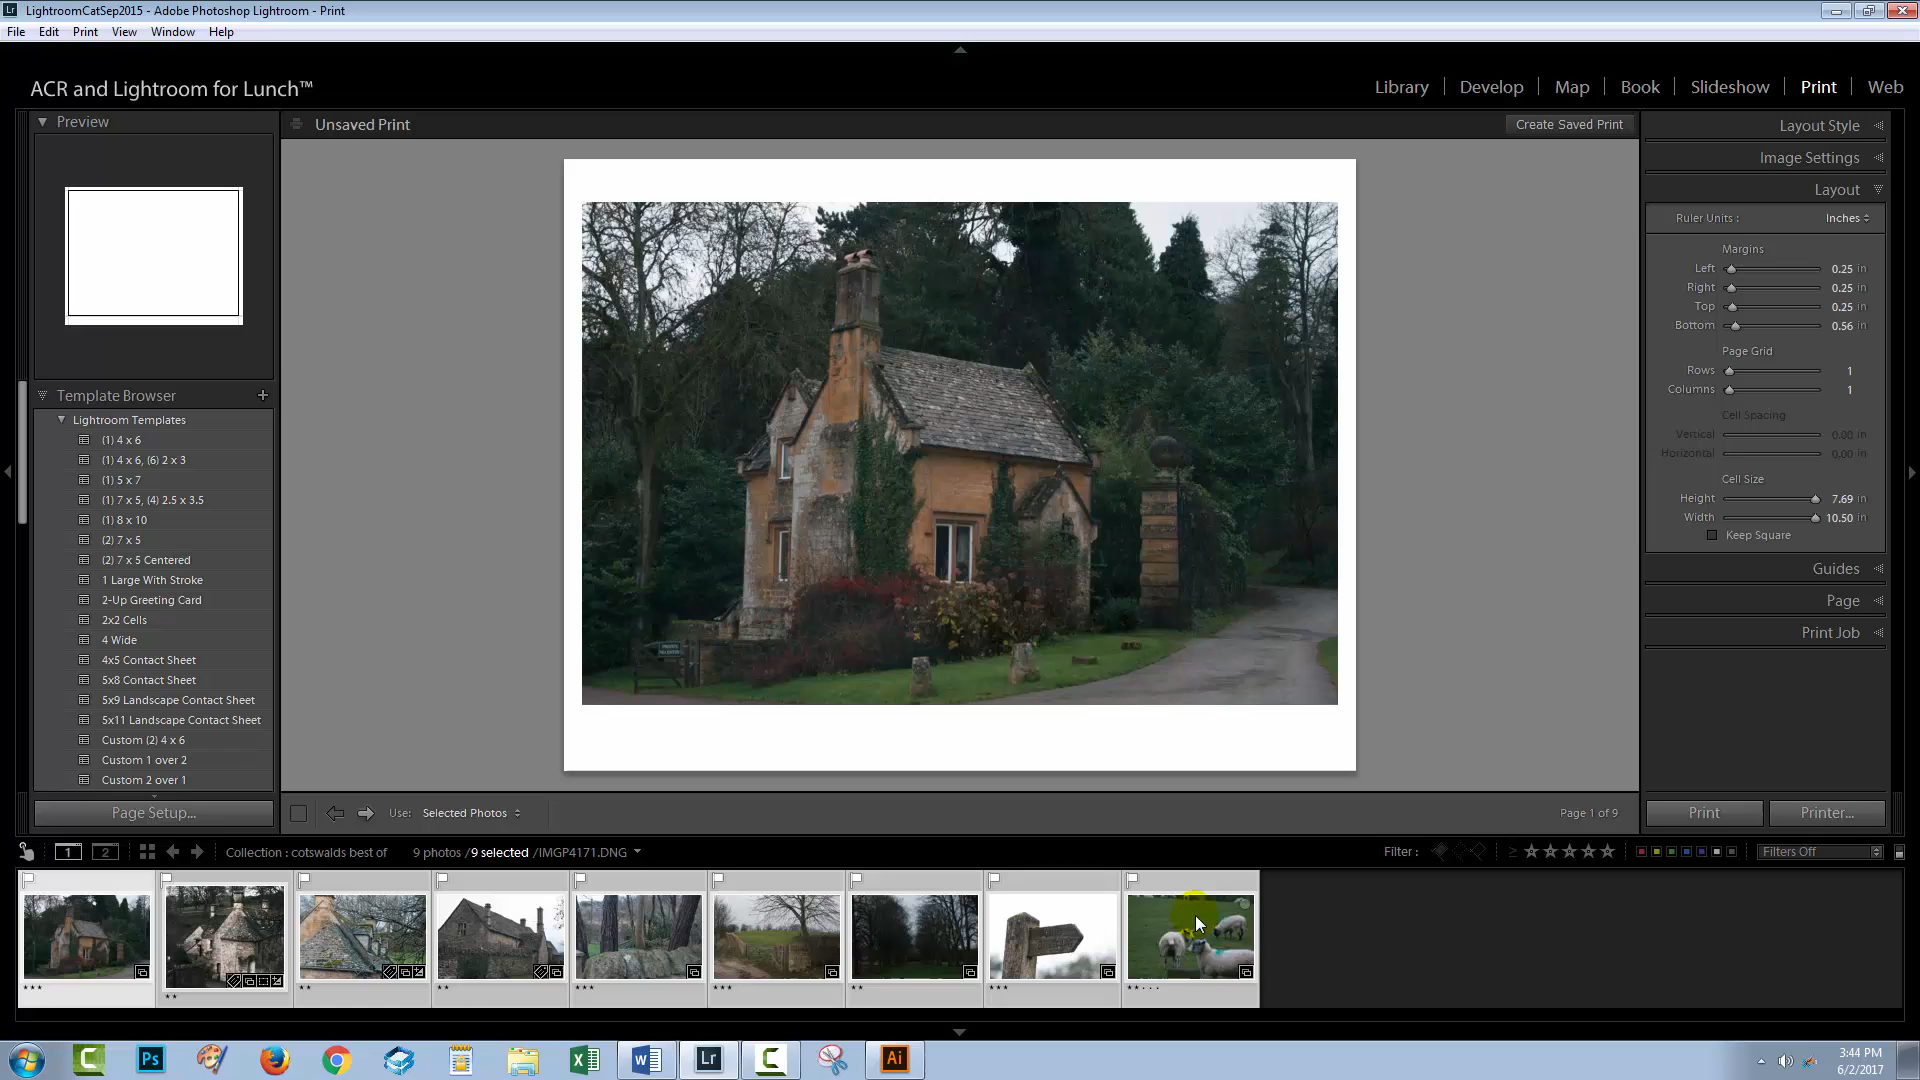 LightroomCatSep2015 - Adobe Photoshop Lightroom - Print
File Edit Print View Window Help
ACR and Lightroom for Lunch™
Library Develop Map Book Slideshow Print Web
Preview
Unsaved Print
Create Saved Print
Template Browser
Lightroom Templates
(1) 4 x 6
(1) 4 x 6, (6) 2 x 3
(1) 5 x 7
(1) 7 x 5, (4) 2.5 x 3.5
(1) 8 x 10
(2) 7 x 5
(2) 7 x 5 Centered
1 Large With Stroke
2-Up Greeting Card
2x2 Cells
4 Wide
4x5 Contact Sheet
5x8 Contact Sheet
5x9 Landscape Contact Sheet
5x11 Landscape Contact Sheet
Custom (2) 4 x 6
Custom 1 over 2
Custom 2 over 1
Page Setup...
Layout Style
Image Settings
Layout
Ruler Units : Inches
Margins
Left 0.25 in
Right 0.25 in
Top 0.25 in
Bottom 0.56 in
Page Grid
Rows 1
Columns 1
Cell Spacing
Vertical 0.00 in
Horizontal 0.00 in
Cell Size
Height 7.69 in
Width 10.50 in
Keep Square
Guides
Page
Print Job
Print Printer...
Use: Selected Photos
Page 1 of 9
1 2 Collection : cotswalds best of 9 photos / 9 selected / IMGP4171.DNG
Filter : Filters Off
Ps Lr Ai
3:44 PM
6/2/2017